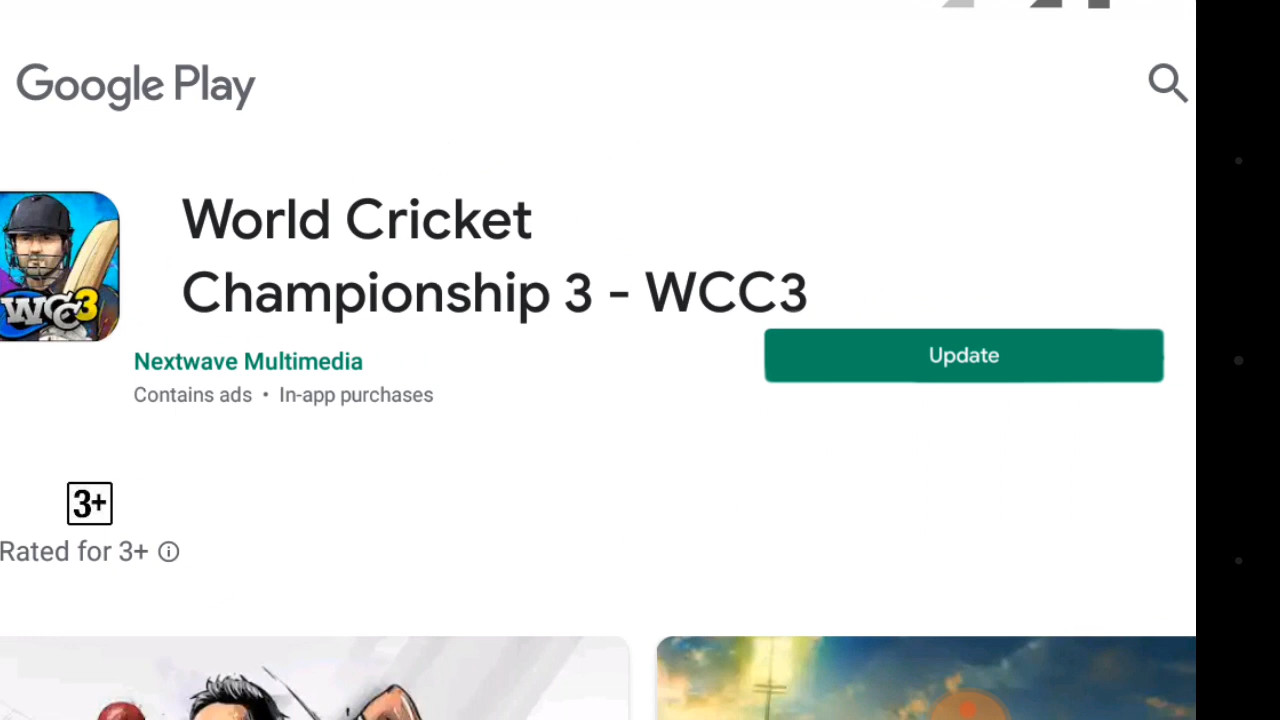 Google Play
World Cricket
Championship 3 - WCC3
WCC3
Nextwave Multimedia
Update
Contains ads • In-app purchases
3+
Rated for 3+